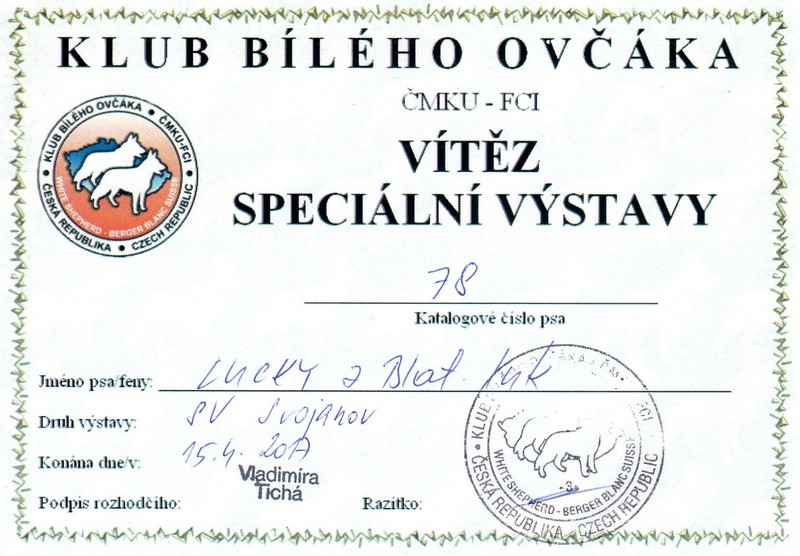 KLUB BÍLÉHO OVČÁKA
ČMKU - FCI
KLUB BÍLÉHO OVČÁKA • ČMKU-FCI •
WHITE SHEPHERD - BERGER BLANC SUISSE
ČESKÁ REPUBLIKA • CZECH REPUBLIC
VÍTĚZ
SPECIÁLNÍ VÝSTAVY
78
Katalogové číslo psa
Jméno psa/feny: Lucky z Blat.
Druh výstavy: SV Svojanov
Konána dne/v: 15.4. 2017
Vladimíra
Tichá
Podpis rozhodčího:
Razítko:
KLUB
WHITE SHEPHERD - BERGER BLANC SUISSE
-3-
ČESKÁ REPUBLIKA - CZECH REPUBLIC